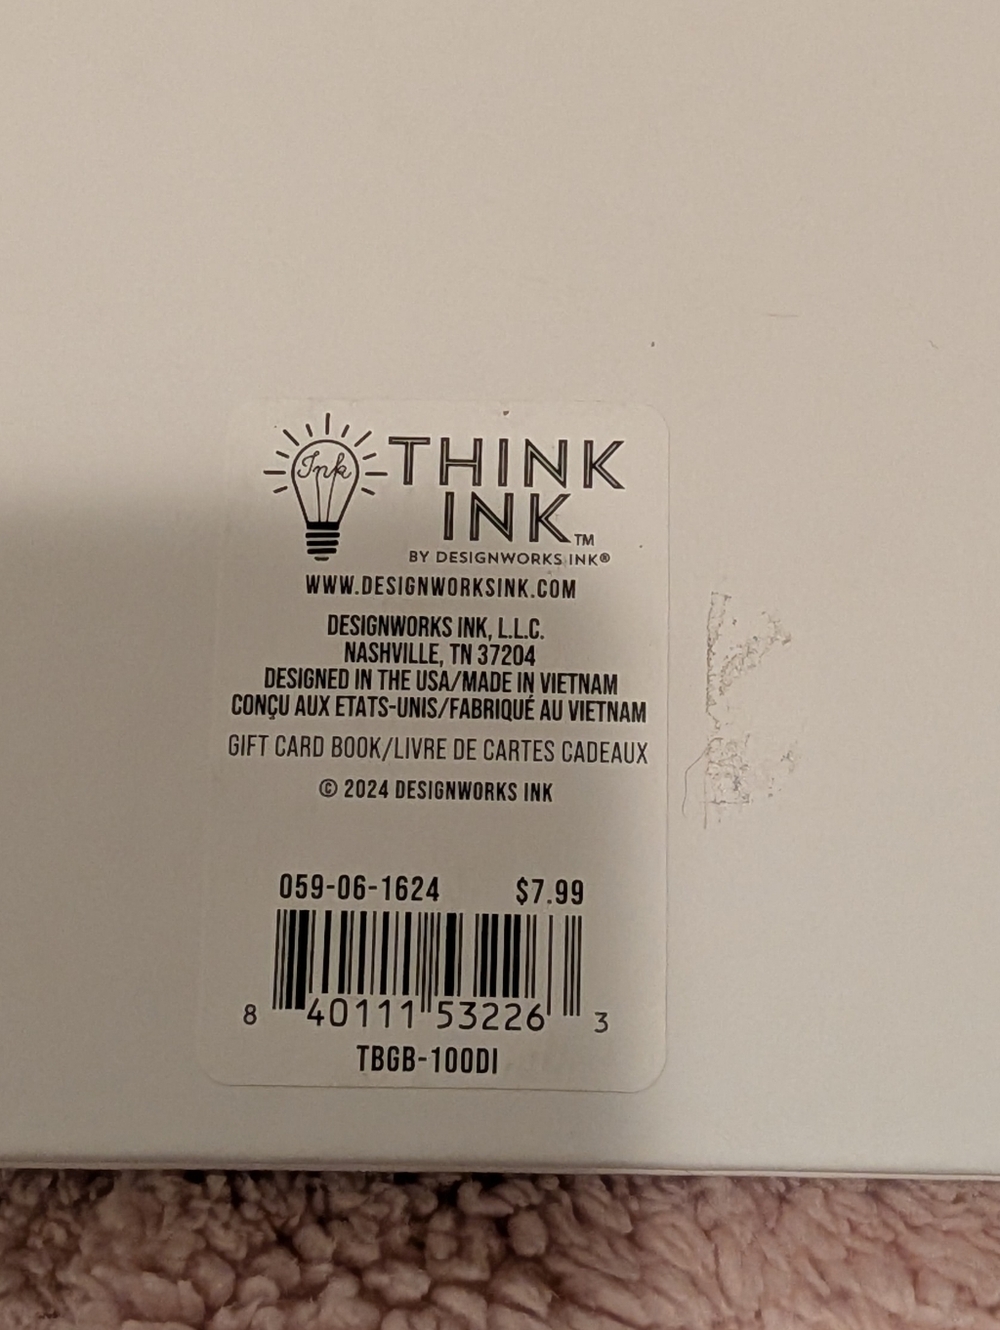 Ink
THINK
INK™
BY DESIGNWORKS INK®
WWW.DESIGNWORKSINK.COM
DESIGNWORKS INK, L.L.C.
NASHVILLE, TN 37204
DESIGNED IN THE USA/MADE IN VIETNAM
CONÇU AUX ETATS-UNIS/FABRIQUÉ AU VIETNAM
GIFT CARD BOOK/LIVRE DE CARTES CADEAUX
© 2024 DESIGNWORKS INK
059-06-1624 $7.99
8 40111 53226 3
TBGB-100DI